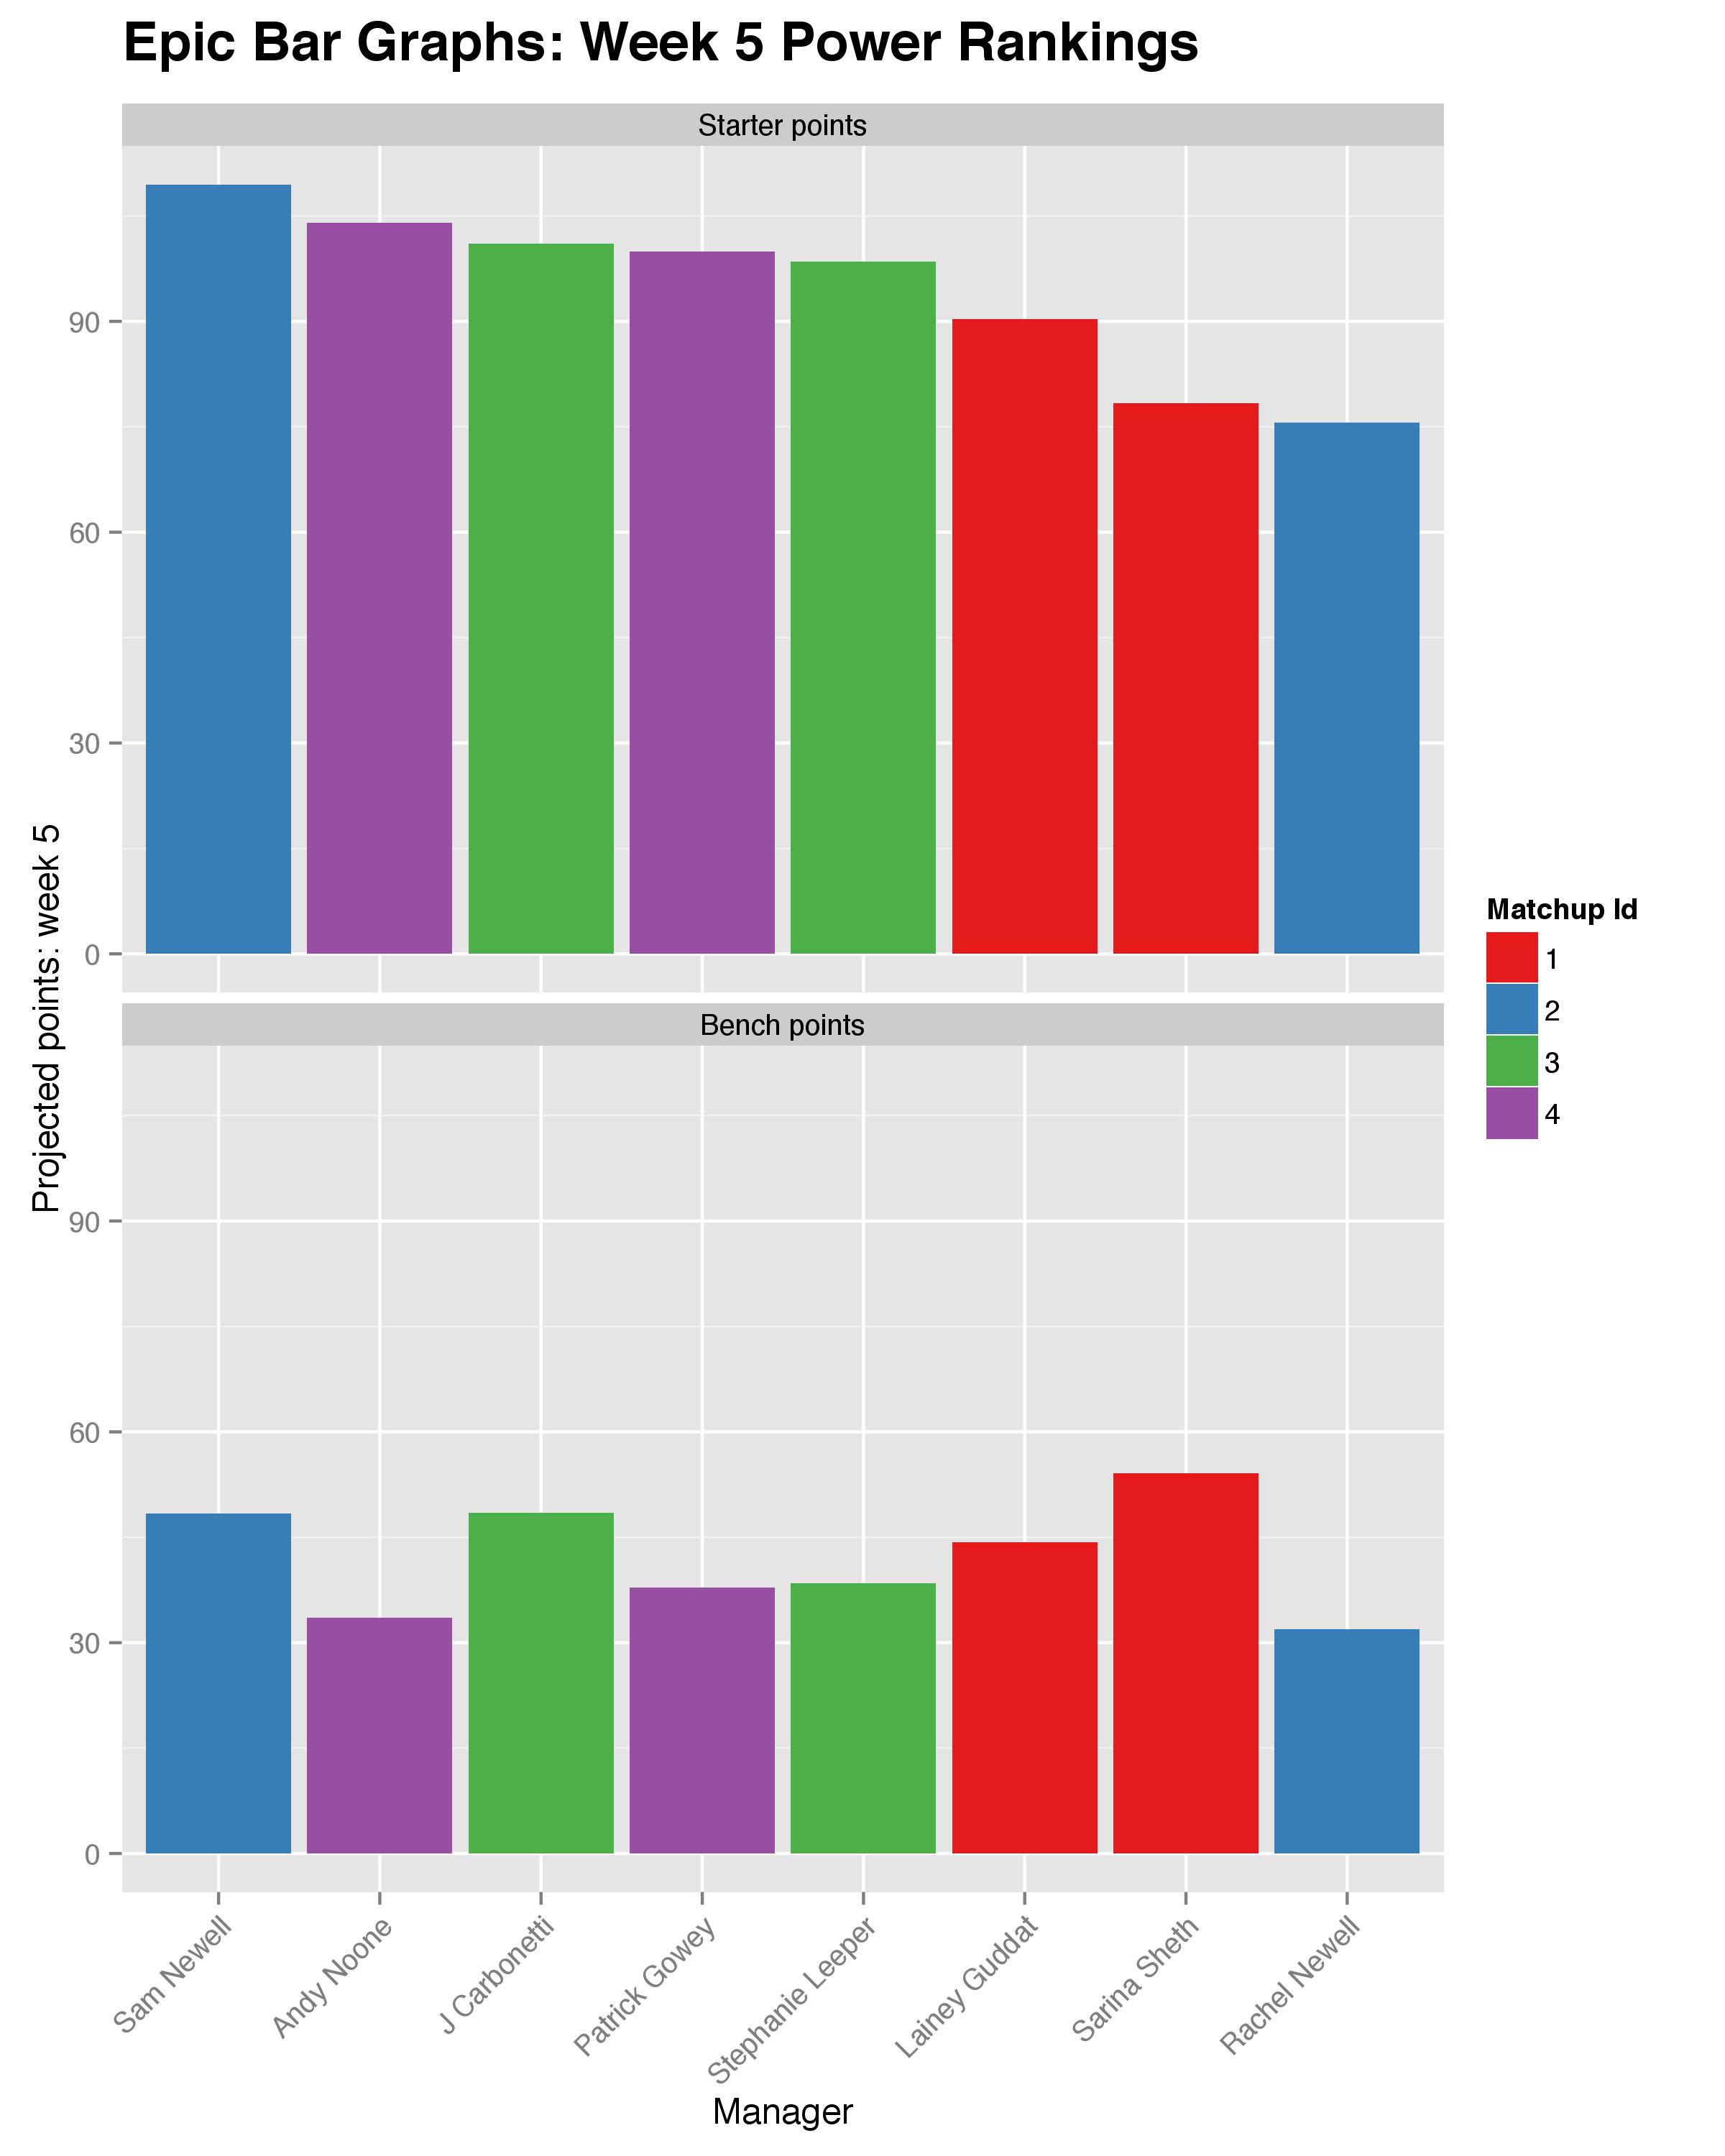 Epic Bar Graphs: Week 5 Power Rankings
Starter points
90
60
30
0
Projected points: week 5
Bench points
90
60
30
0
Sam Newell
Andy Noone
J Carbonetti
Patrick Gowey
Stephanie Leeper
Lainey Guddat
Sarina Sheth
Rachel Newell
Manager
Matchup Id
1
2
3
4